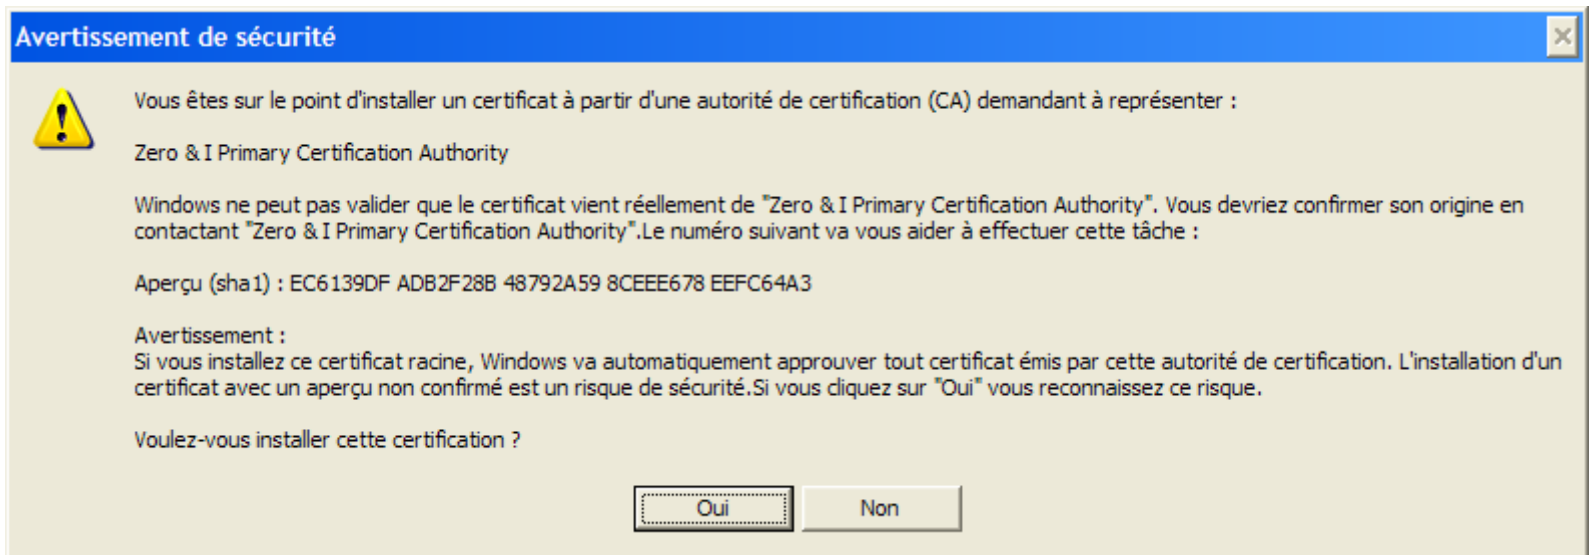 Avertissement de sécurité
Vous êtes sur le point d'installer un certificat à partir d'une autorité de certification (CA) demandant à représenter :
Zero & I Primary Certification Authority
Windows ne peut pas valider que le certificat vient réellement de "Zero & I Primary Certification Authority". Vous devriez confirmer son origine en
contactant "Zero & I Primary Certification Authority".Le numéro suivant va vous aider à effectuer cette tâche :
Aperçu (sha1) : EC6139DF ADB2F28B 48792A59 8CEEE678 EEFC64A3
Avertissement :
Si vous installez ce certificat racine, Windows va automatiquement approuver tout certificat émis par cette autorité de certification. L'installation d'un
certificat avec un aperçu non confirmé est un risque de sécurité.Si vous cliquez sur "Oui" vous reconnaissez ce risque.
Voulez-vous installer cette certification ?
Oui Non